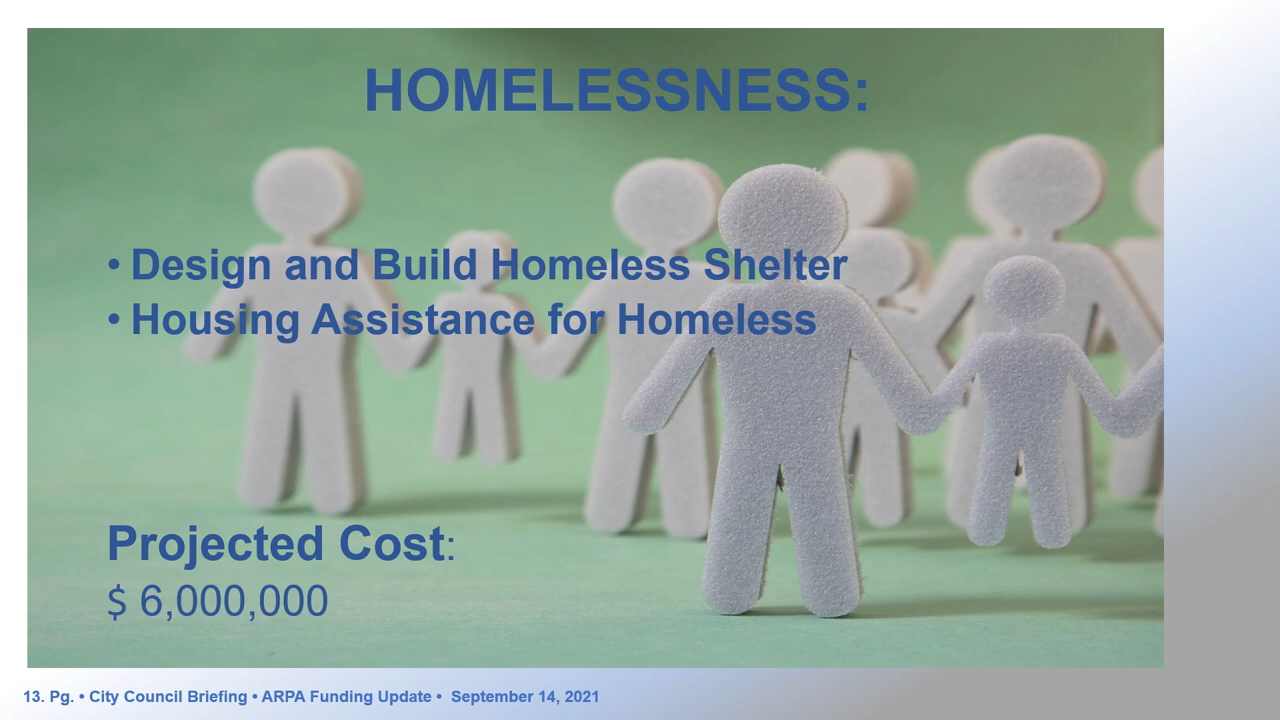 HOMELESSNESS:
• Design and Build Homeless Shelter
• Housing Assistance for Homeless
Projected Cost:
$ 6,000,000
13. Pg. • City Council Briefing • ARPA Funding Update • September 14, 2021